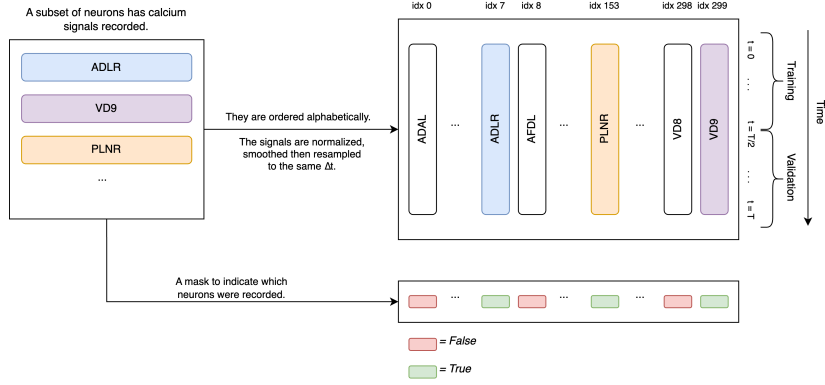 A subset of neurons has calcium
signals recorded.
ADLR
VD9
PLNR
...
They are ordered alphabetically.
The signals are normalized,
smoothed then resampled
to the same Δt.
A mask to indicate which
neurons were recorded.
idx 0 idx 7 idx 8 idx 153 idx 298 idx 299
ADAL ... ADLR AFDL ... PLNR ... VD8 VD9
t = 0
...
t = T/2
...
t = T
Training
Validation
Time
... ... ...
= False
= True